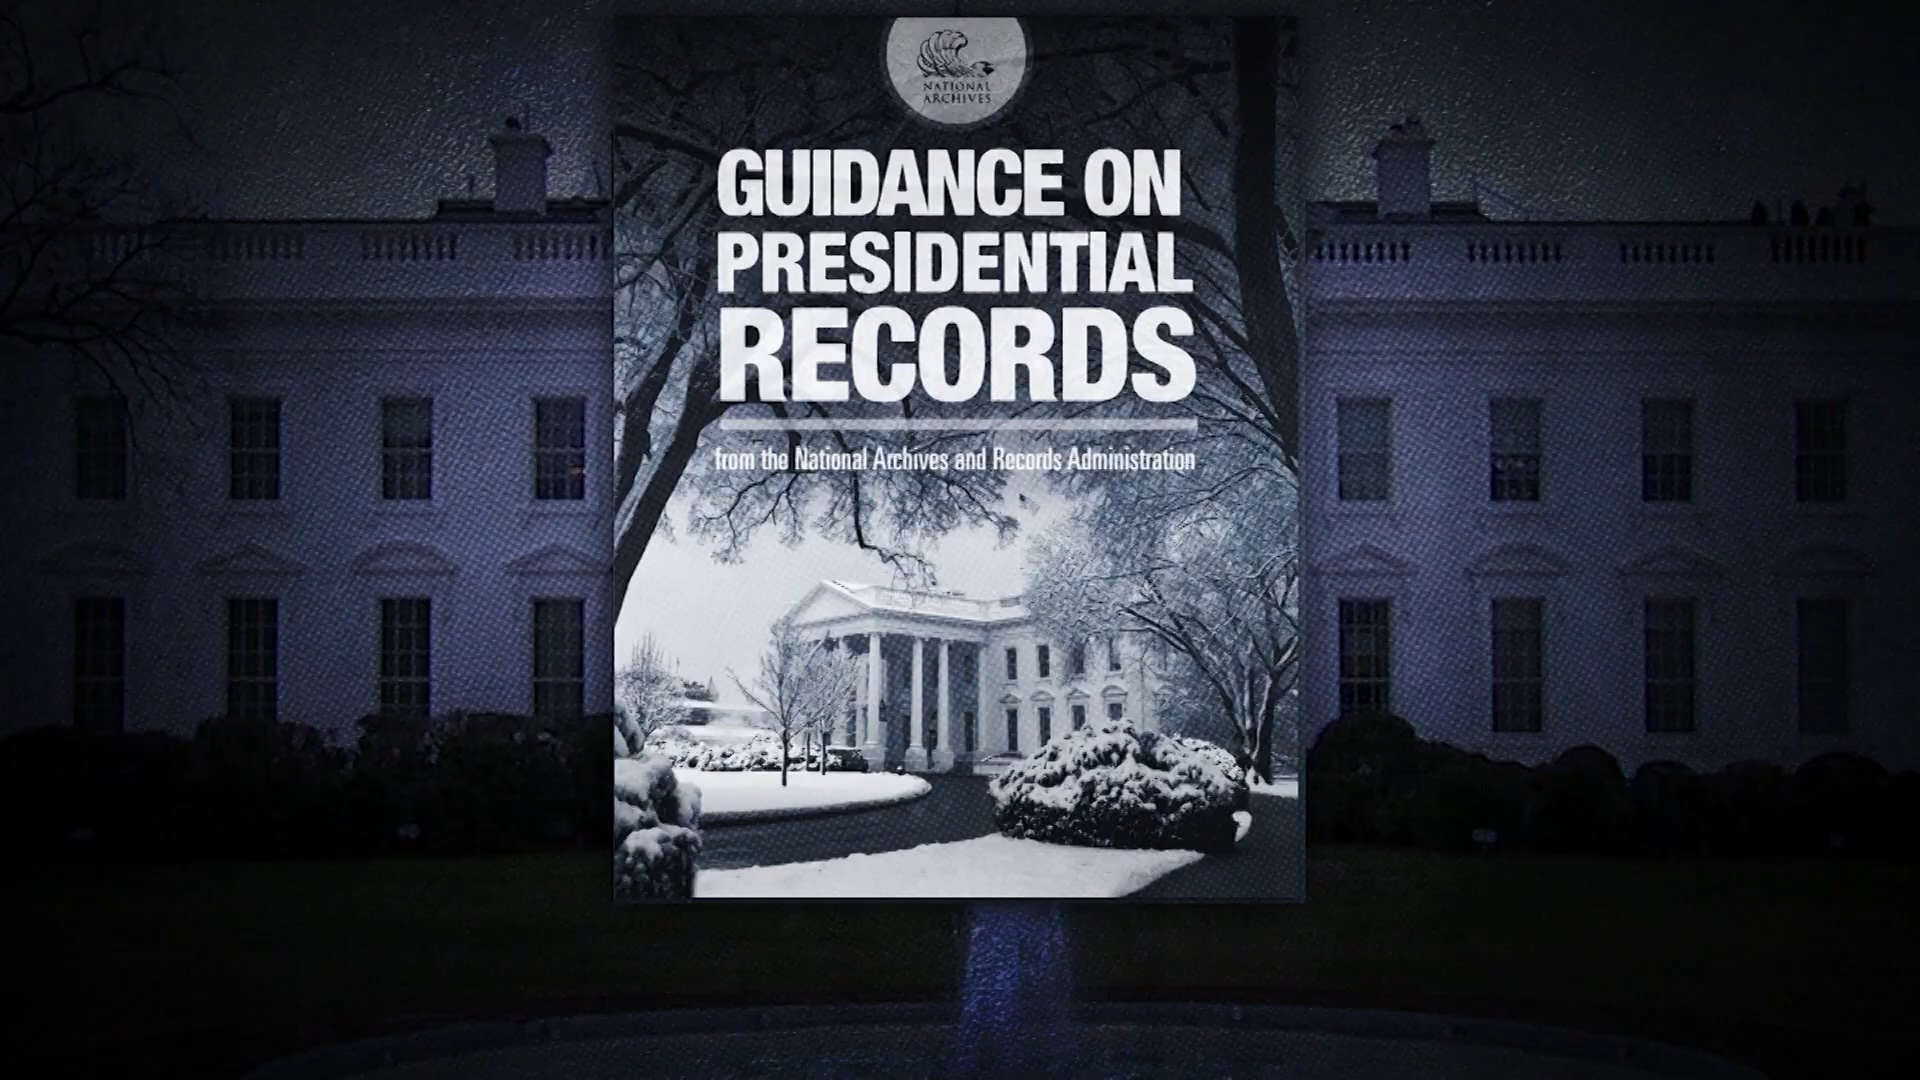 NATIONAL
ARCHIVES
GUIDANCE ON
PRESIDENTIAL
RECORDS
from the National Archives and Records Administration